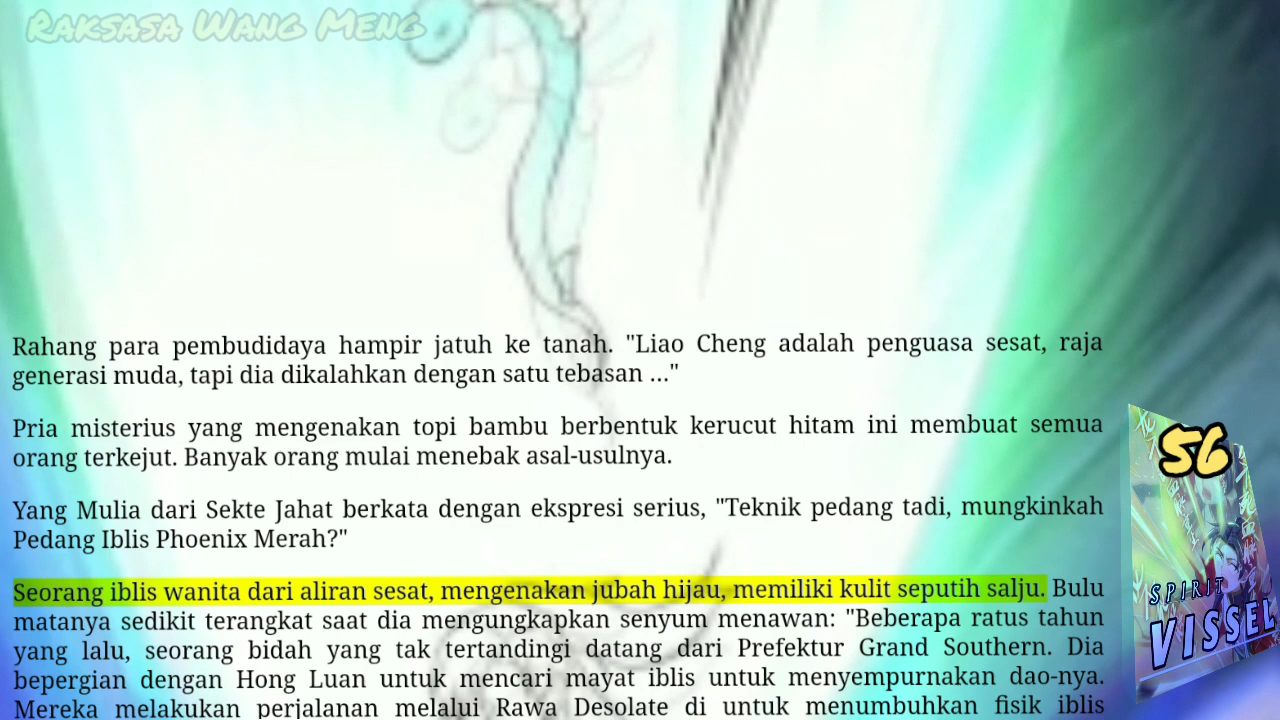 Raksasa Wang Meng
Rahang para pembudidaya hampir jatuh ke tanah. "Liao Cheng adalah penguasa sesat, raja
generasi muda, tapi dia dikalahkan dengan satu tebasan ..."
Pria misterius yang mengenakan topi bambu berbentuk kerucut hitam ini membuat semua
orang terkejut. Banyak orang mulai menebak asal-usulnya.
Yang Mulia dari Sekte Jahat berkata dengan ekspresi serius, "Teknik pedang tadi, mungkinkah
Pedang Iblis Phoenix Merah?"
Seorang iblis wanita dari aliran sesat, mengenakan jubah hijau, memiliki kulit seputih salju. Bulu
matanya sedikit terangkat saat dia mengungkapkan senyum menawan: "Beberapa ratus tahun
yang lalu, seorang bidah yang tak tertandingi datang dari Prefektur Grand Southern. Dia
bepergian dengan Hong Luan untuk mencari mayat iblis untuk menyempurnakan dao-nya.
Mereka melakukan perjalanan melalui Rawa Desolate di untuk menumbuhkan fisik iblis
56
SPIRIT
VISSEL